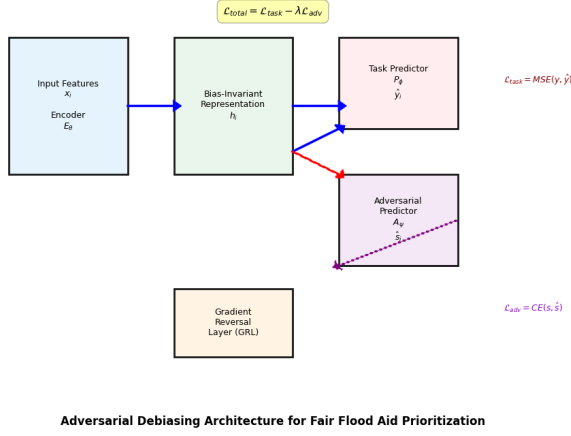 𝓛_total = 𝓛_task − λ𝓛_adv
Input Features
x_i
Encoder
E_θ
Bias-Invariant
Representation
h_i
Task Predictor
P_ϕ
ŷ_i
𝓛_task = MSE(y, ŷ)
Adversarial
Predictor
A_ψ
ŝ_i
Gradient
Reversal
Layer (GRL)
𝓛_adv = CE(s, ŝ)
Adversarial Debiasing Architecture for Fair Flood Aid Prioritization